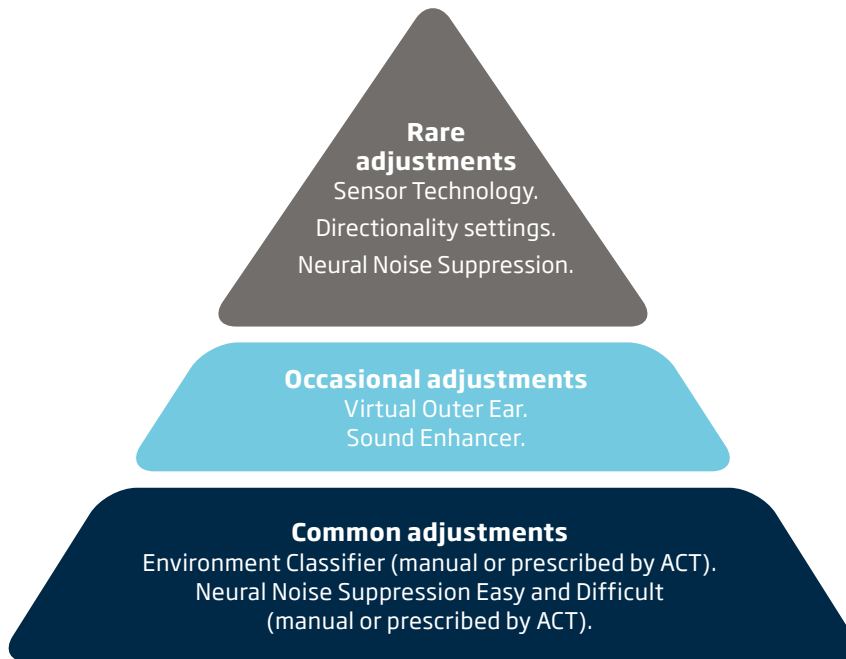 Rare
adjustments
Sensor Technology.
Directionality settings.
Neural Noise Suppression.
Occasional adjustments
Virtual Outer Ear.
Sound Enhancer.
Common adjustments
Environment Classifier (manual or prescribed by ACT).
Neural Noise Suppression Easy and Difficult
(manual or prescribed by ACT).